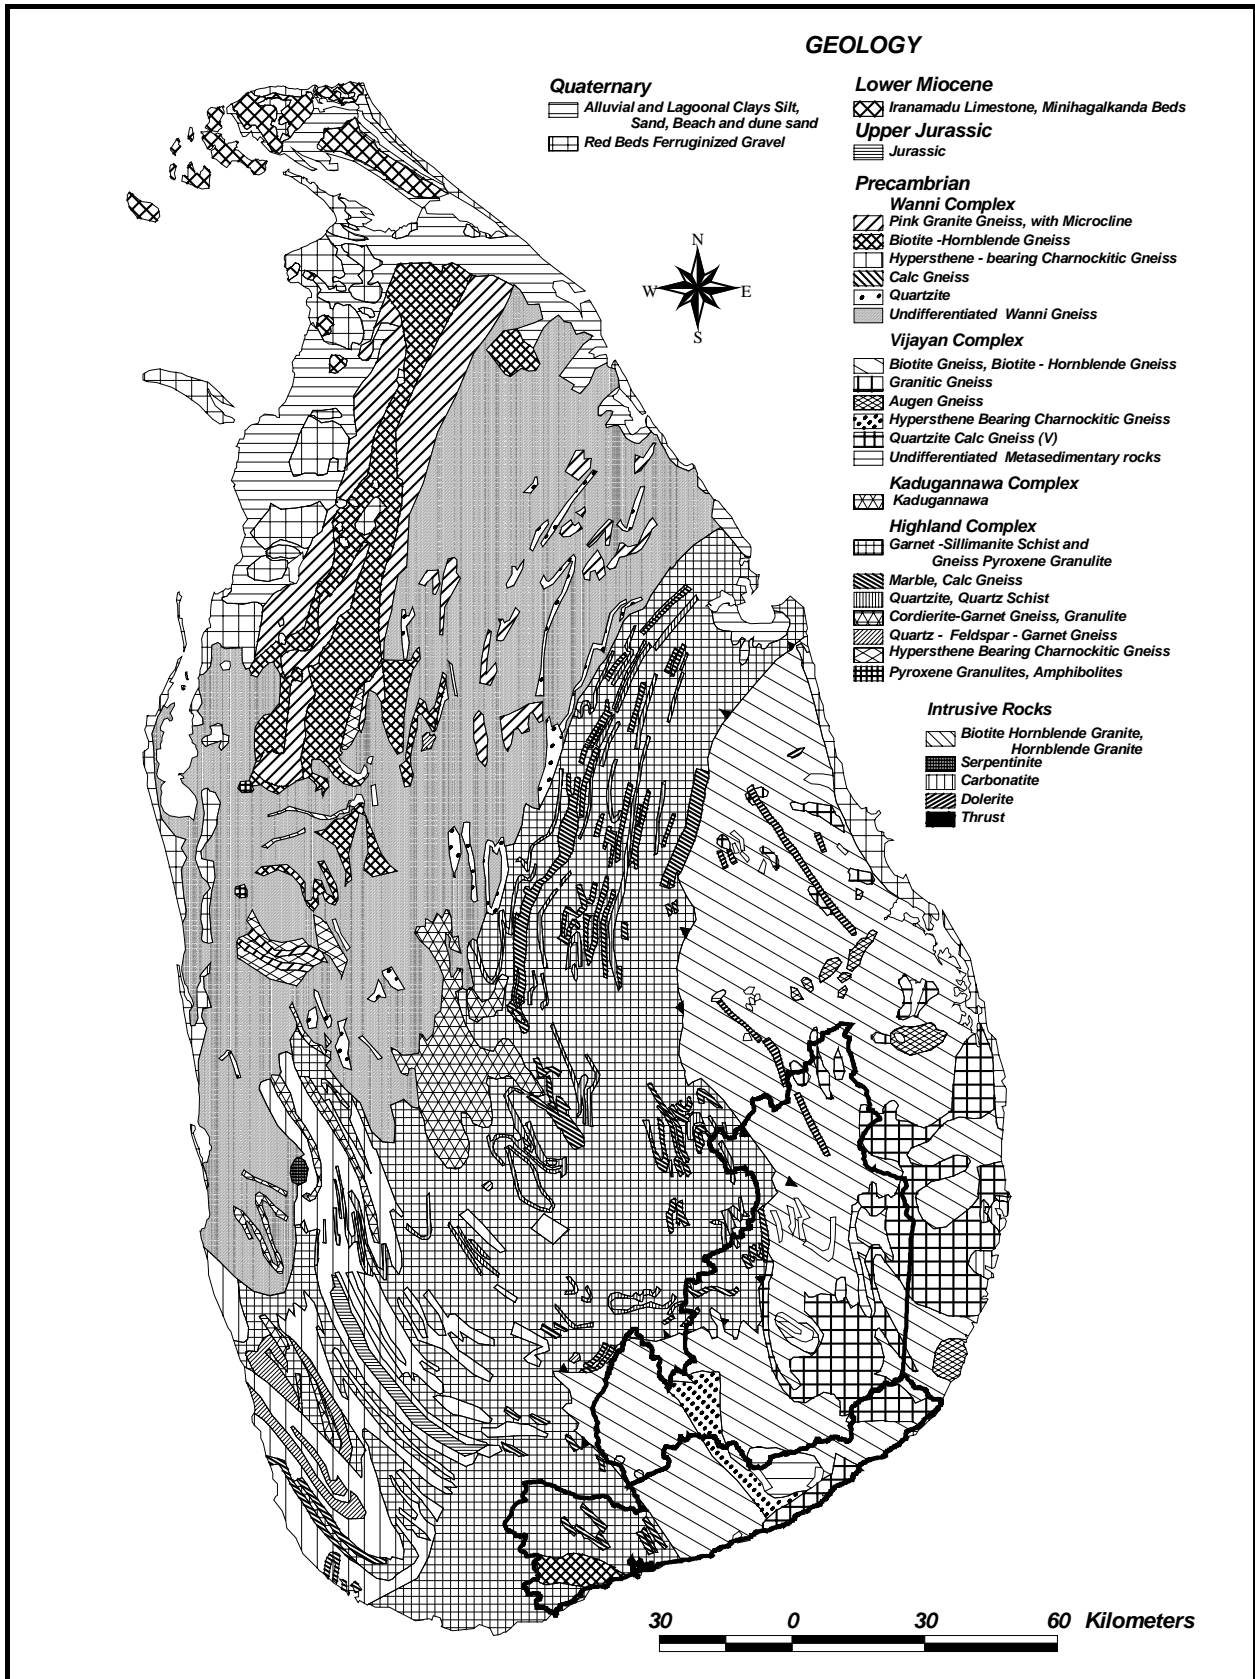 GEOLOGY
Quaternary
Alluvial and Lagoonal Clays Silt,
Sand, Beach and dune sand
Red Beds Ferruginized Gravel
Lower Miocene
Iranamadu Limestone, Minihagalkanda Beds
Upper Jurassic
Jurassic
Precambrian
Wanni Complex
Pink Granite Gneiss, with Microcline
Biotite -Hornblende Gneiss
Hypersthene - bearing Charnockitic Gneiss
Calc Gneiss
Quartzite
Undifferentiated Wanni Gneiss
Vijayan Complex
Biotite Gneiss, Biotite - Hornblende Gneiss
Granitic Gneiss
Augen Gneiss
Hypersthene Bearing Charnockitic Gneiss
Quartzite Calc Gneiss (V)
Undifferentiated Metasedimentary rocks
Kadugannawa Complex
Kadugannawa
Highland Complex
Garnet -Sillimanite Schist and
Gneiss Pyroxene Granulite
Marble, Calc Gneiss
Quartzite, Quartz Schist
Cordierite-Garnet Gneiss, Granulite
Quartz - Feldspar - Garnet Gneiss
Hypersthene Bearing Charnockitic Gneiss
Pyroxene Granulites, Amphibolites
Intrusive Rocks
Biotite Hornblende Granite,
Hornblende Granite
Serpentinite
Carbonatite
Dolerite
Thrust
N
W E
S
30 0 30 60 Kilometers